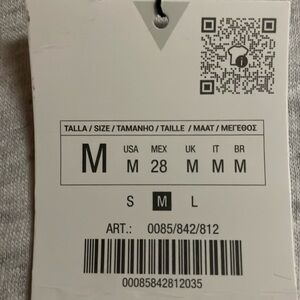 TALLA / SIZE / TAMANHO / TAILLE / MAAT / ΜΕΓΕΘΟΣ
M USA MEX UK IT BR
M 28 M M M
S M L
ART.: 0085/842/812
00085842812035